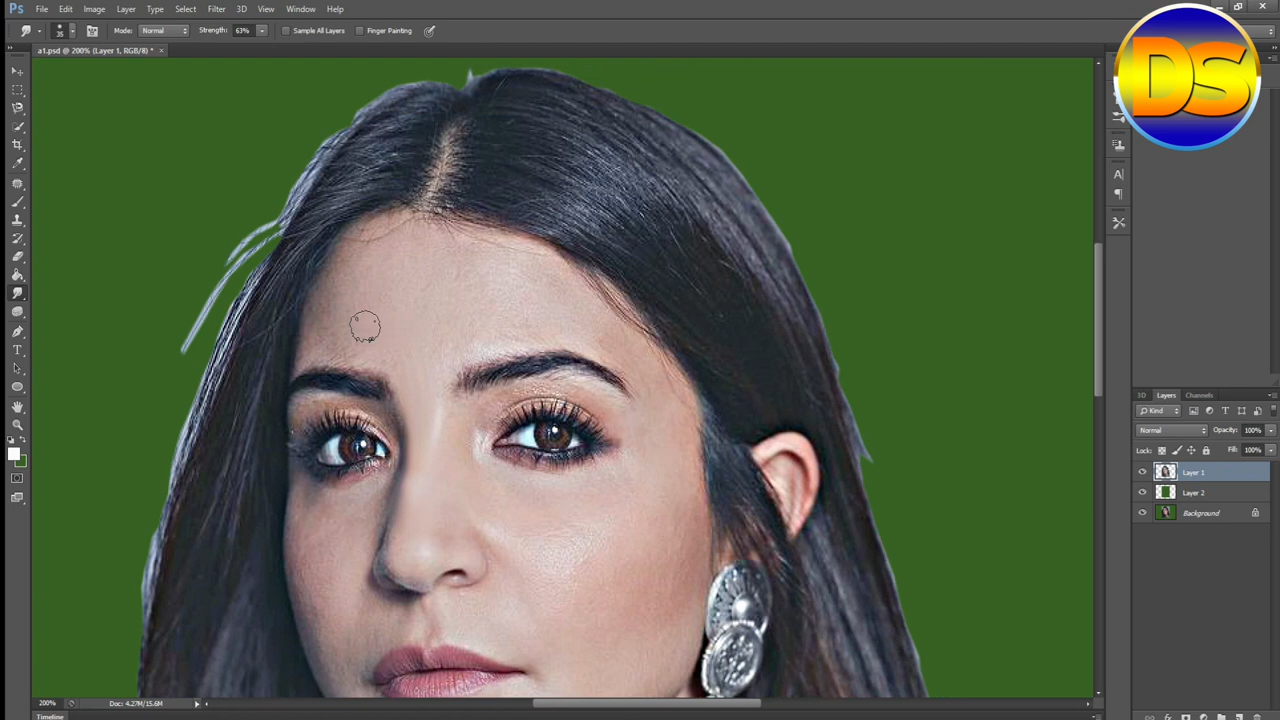 Ps File Edit Image Layer Type Select Filter 3D View Window Help
35 Mode: Normal Strength: 63% Sample All Layers Finger Painting
a1.psd @ 200% (Layer 1, RGB/8) * ×
DS
3D Layers Channels
Kind
Normal Opacity: 100%
Lock: Fill: 100%
Layer 1
Layer 2
Background
200% Doc: 4.27M/15.6M
Timeline